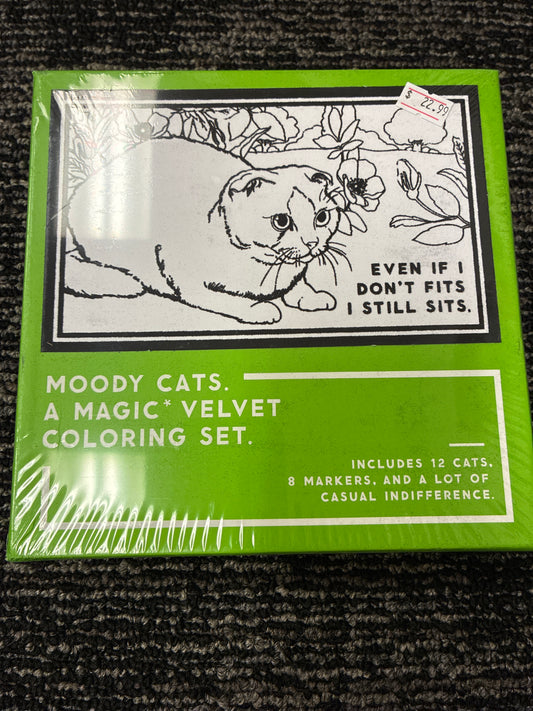 $ 22.99
EVEN IF I
DON'T FITS
I STILL SITS.
MOODY CATS.
A MAGIC* VELVET
COLORING SET.
INCLUDES 12 CATS,
8 MARKERS, AND A LOT OF
CASUAL INDIFFERENCE.